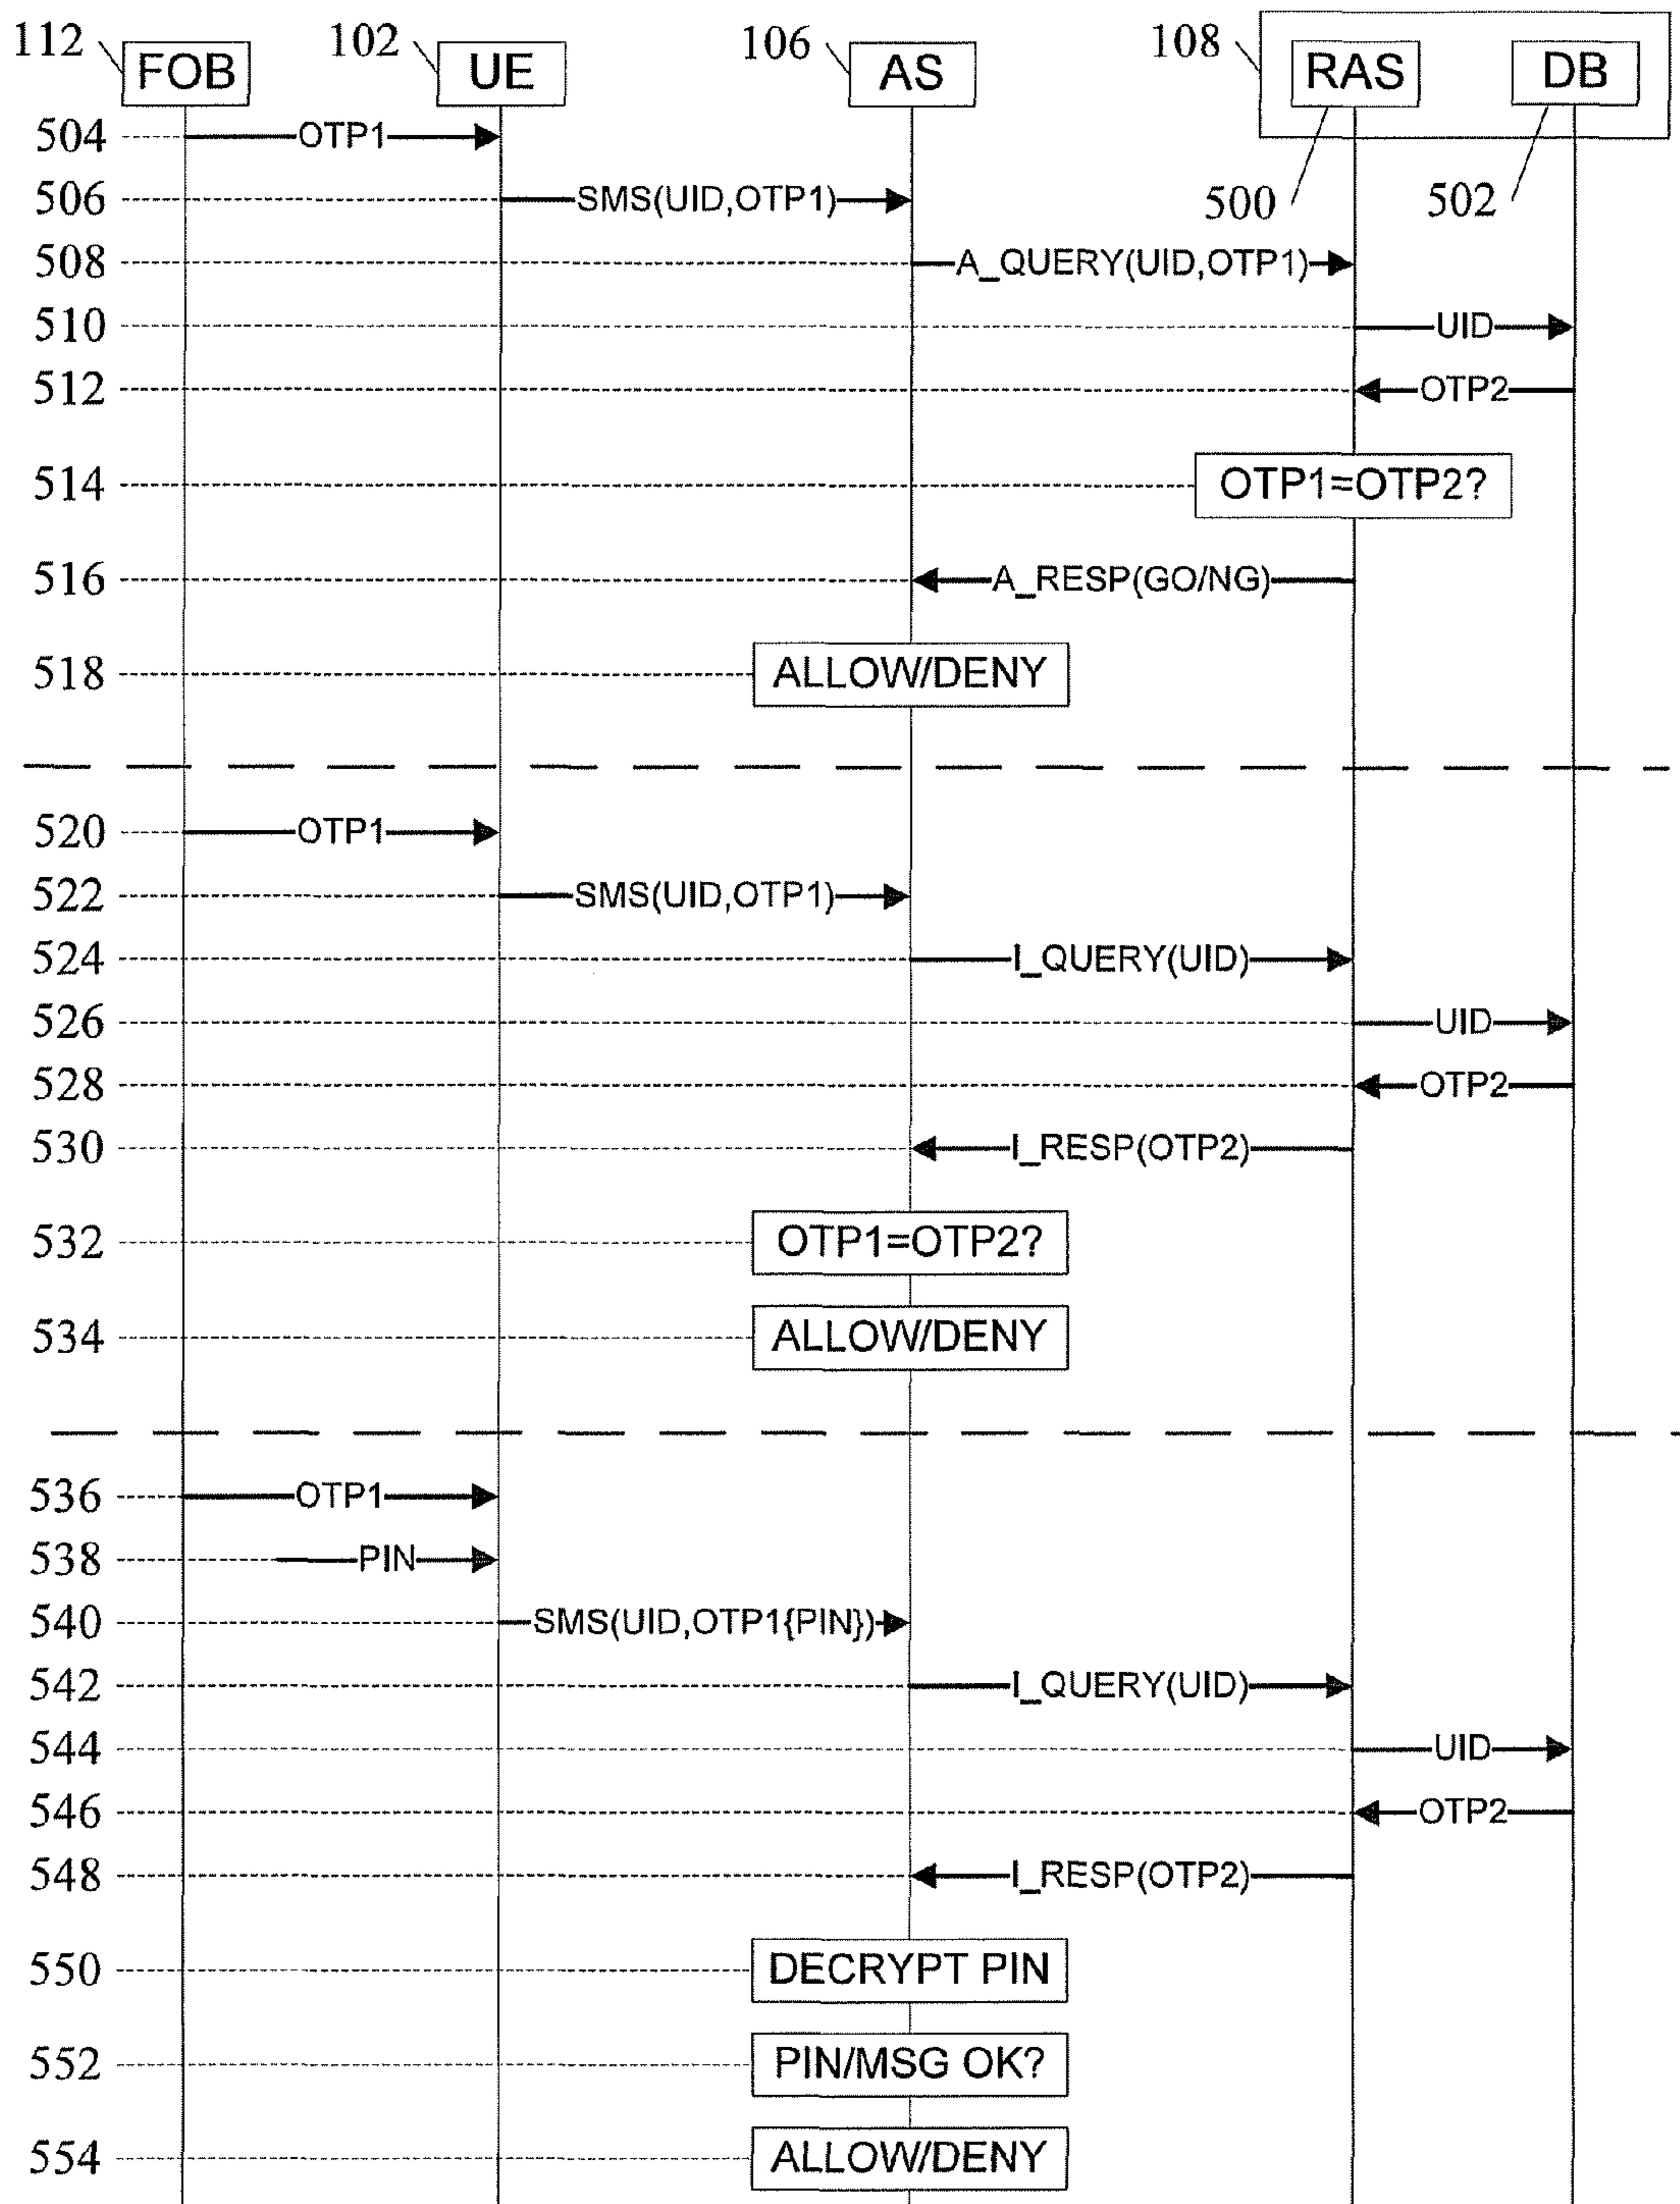 112 FOB 102 UE 106 AS 108 RAS DB
504 OTP1
506 SMS(UID,OTP1) 500 502
508 A_QUERY(UID,OTP1)
510 UID
512 OTP2
514 OTP1=OTP2?
516 A_RESP(GO/NG)
518 ALLOW/DENY
520 OTP1
522 SMS(UID,OTP1)
524 I_QUERY(UID)
526 UID
528 OTP2
530 I_RESP(OTP2)
532 OTP1=OTP2?
534 ALLOW/DENY
536 OTP1
538 PIN
540 SMS(UID,OTP1{PIN})
542 I_QUERY(UID)
544 UID
546 OTP2
548 I_RESP(OTP2)
550 DECRYPT PIN
552 PIN/MSG OK?
554 ALLOW/DENY